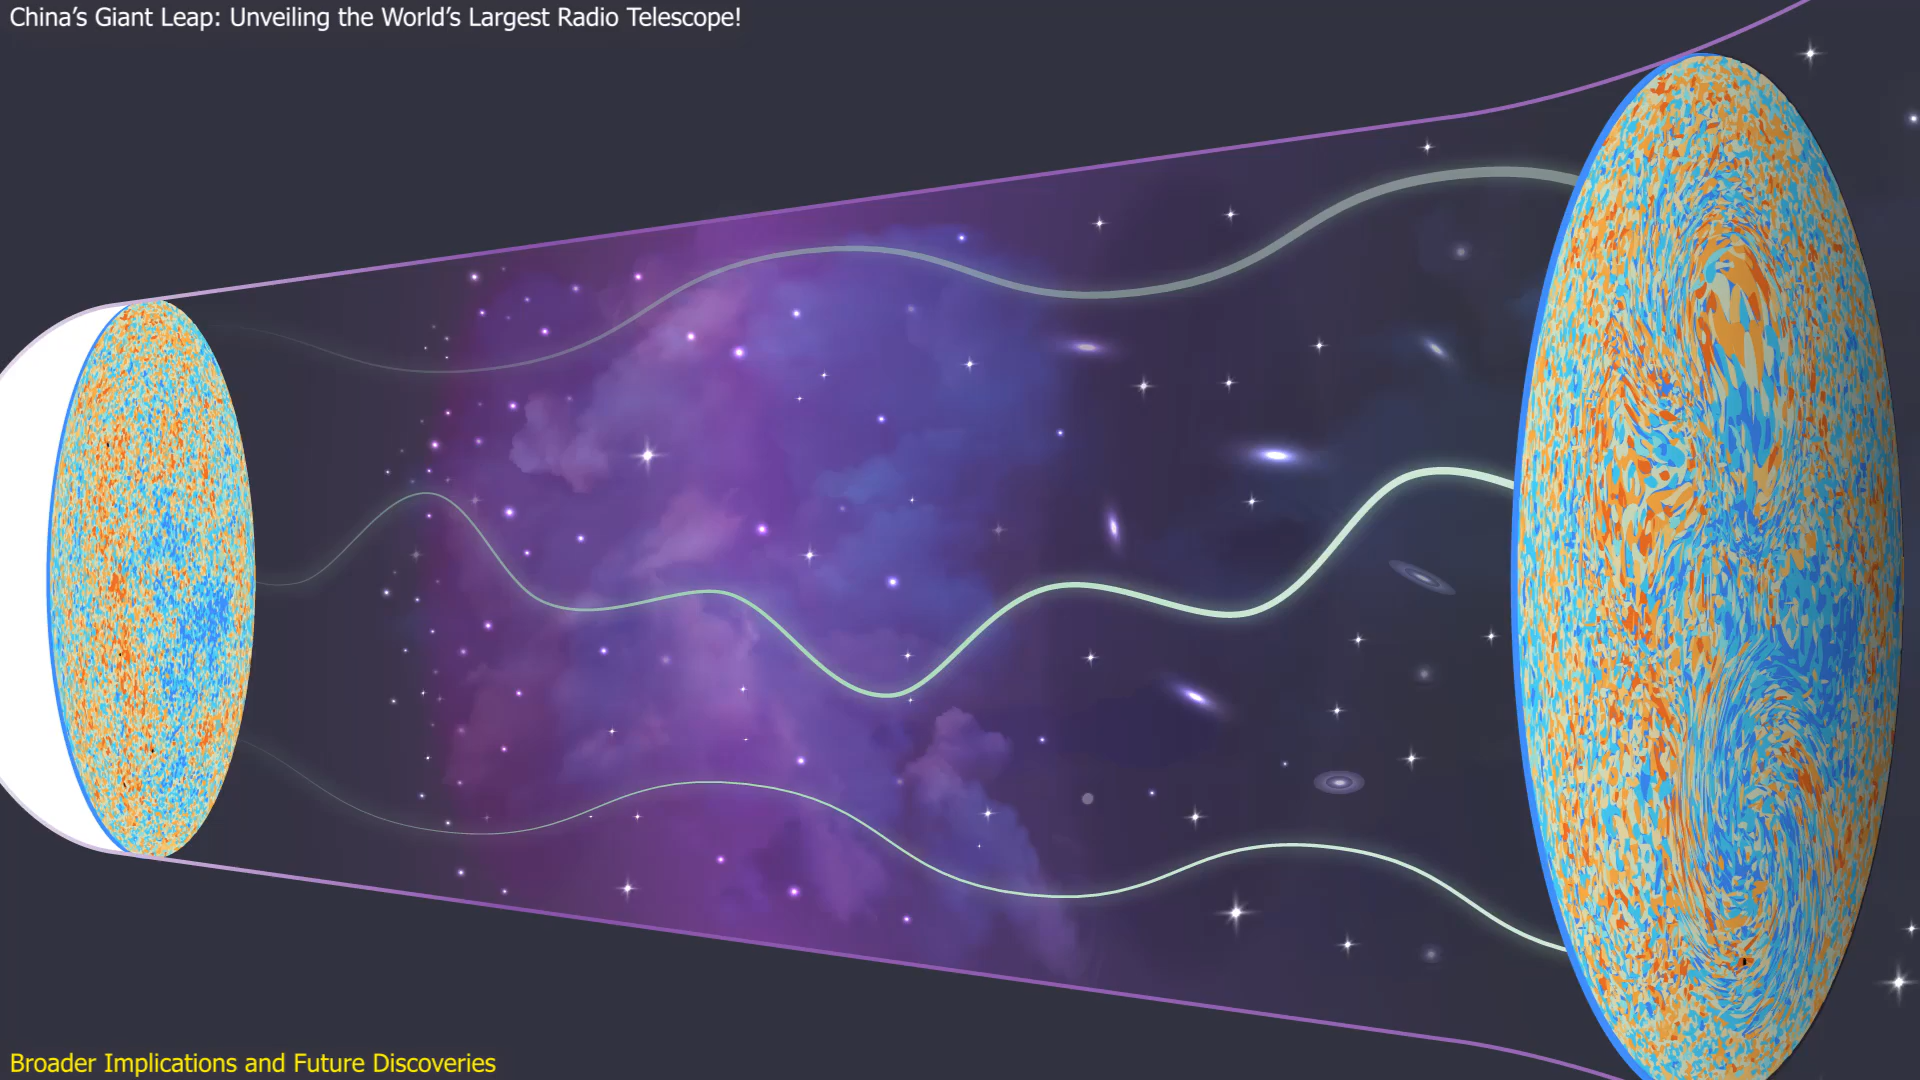 China’s Giant Leap: Unveiling the World’s Largest Radio Telescope!
Broader Implications and Future Discoveries